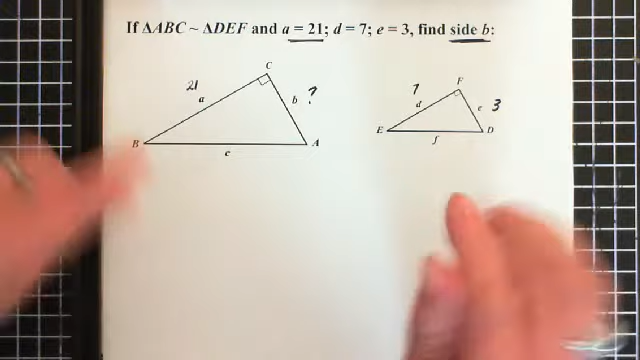 If ΔABC ~ ΔDEF and a = 21; d = 7; e = 3, find side b:
C
21
a
b ?
B
A
c
F
7
d
e 3
E
D
f